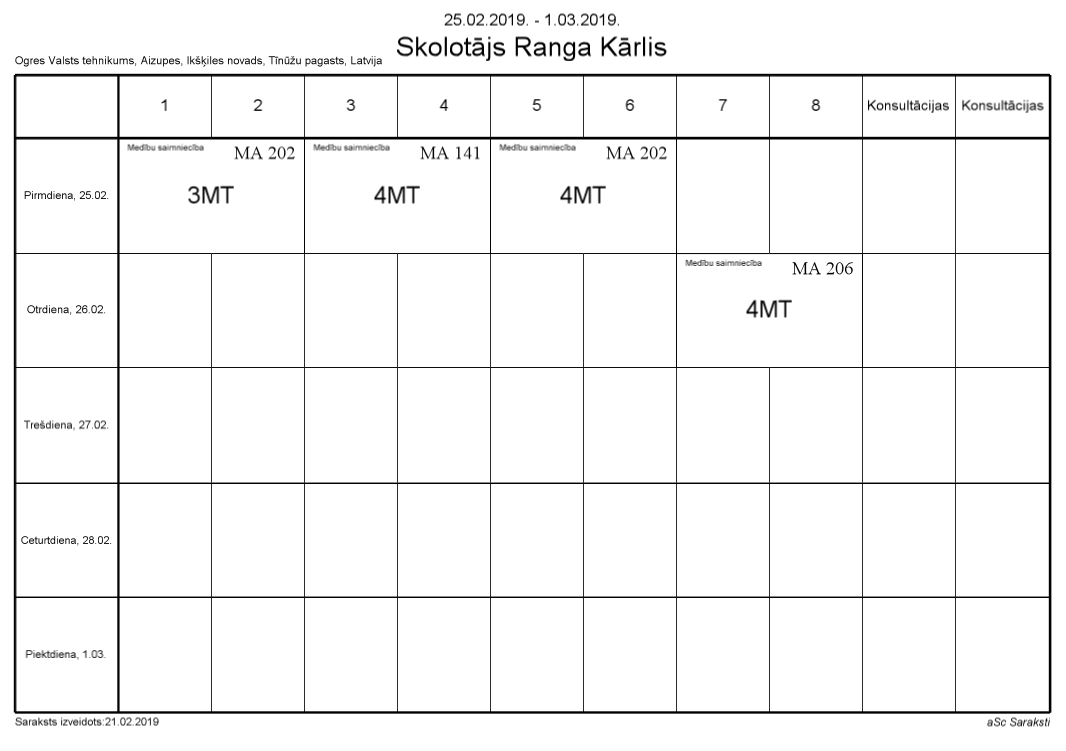 25.02.2019. - 1.03.2019.
Skolotājs Ranga Kārlis
Ogres Valsts tehnikums, Aizupes, Ikšķiles novads, Tīnūžu pagasts, Latvija
1 2 3 4 5 6 7 8 Konsultācijas Konsultācijas
Medību saimniecība MA 202 Medību saimniecība MA 141 Medību saimniecība MA 202
Pirmdiena, 25.02. 3MT 4MT 4MT
Medību saimniecība MA 206
Otrdiena, 26.02. 4MT
Trešdiena, 27.02.
Ceturtdiena, 28.02.
Piektdiena, 1.03.
Saraksts izveidots:21.02.2019 aSc Saraksti